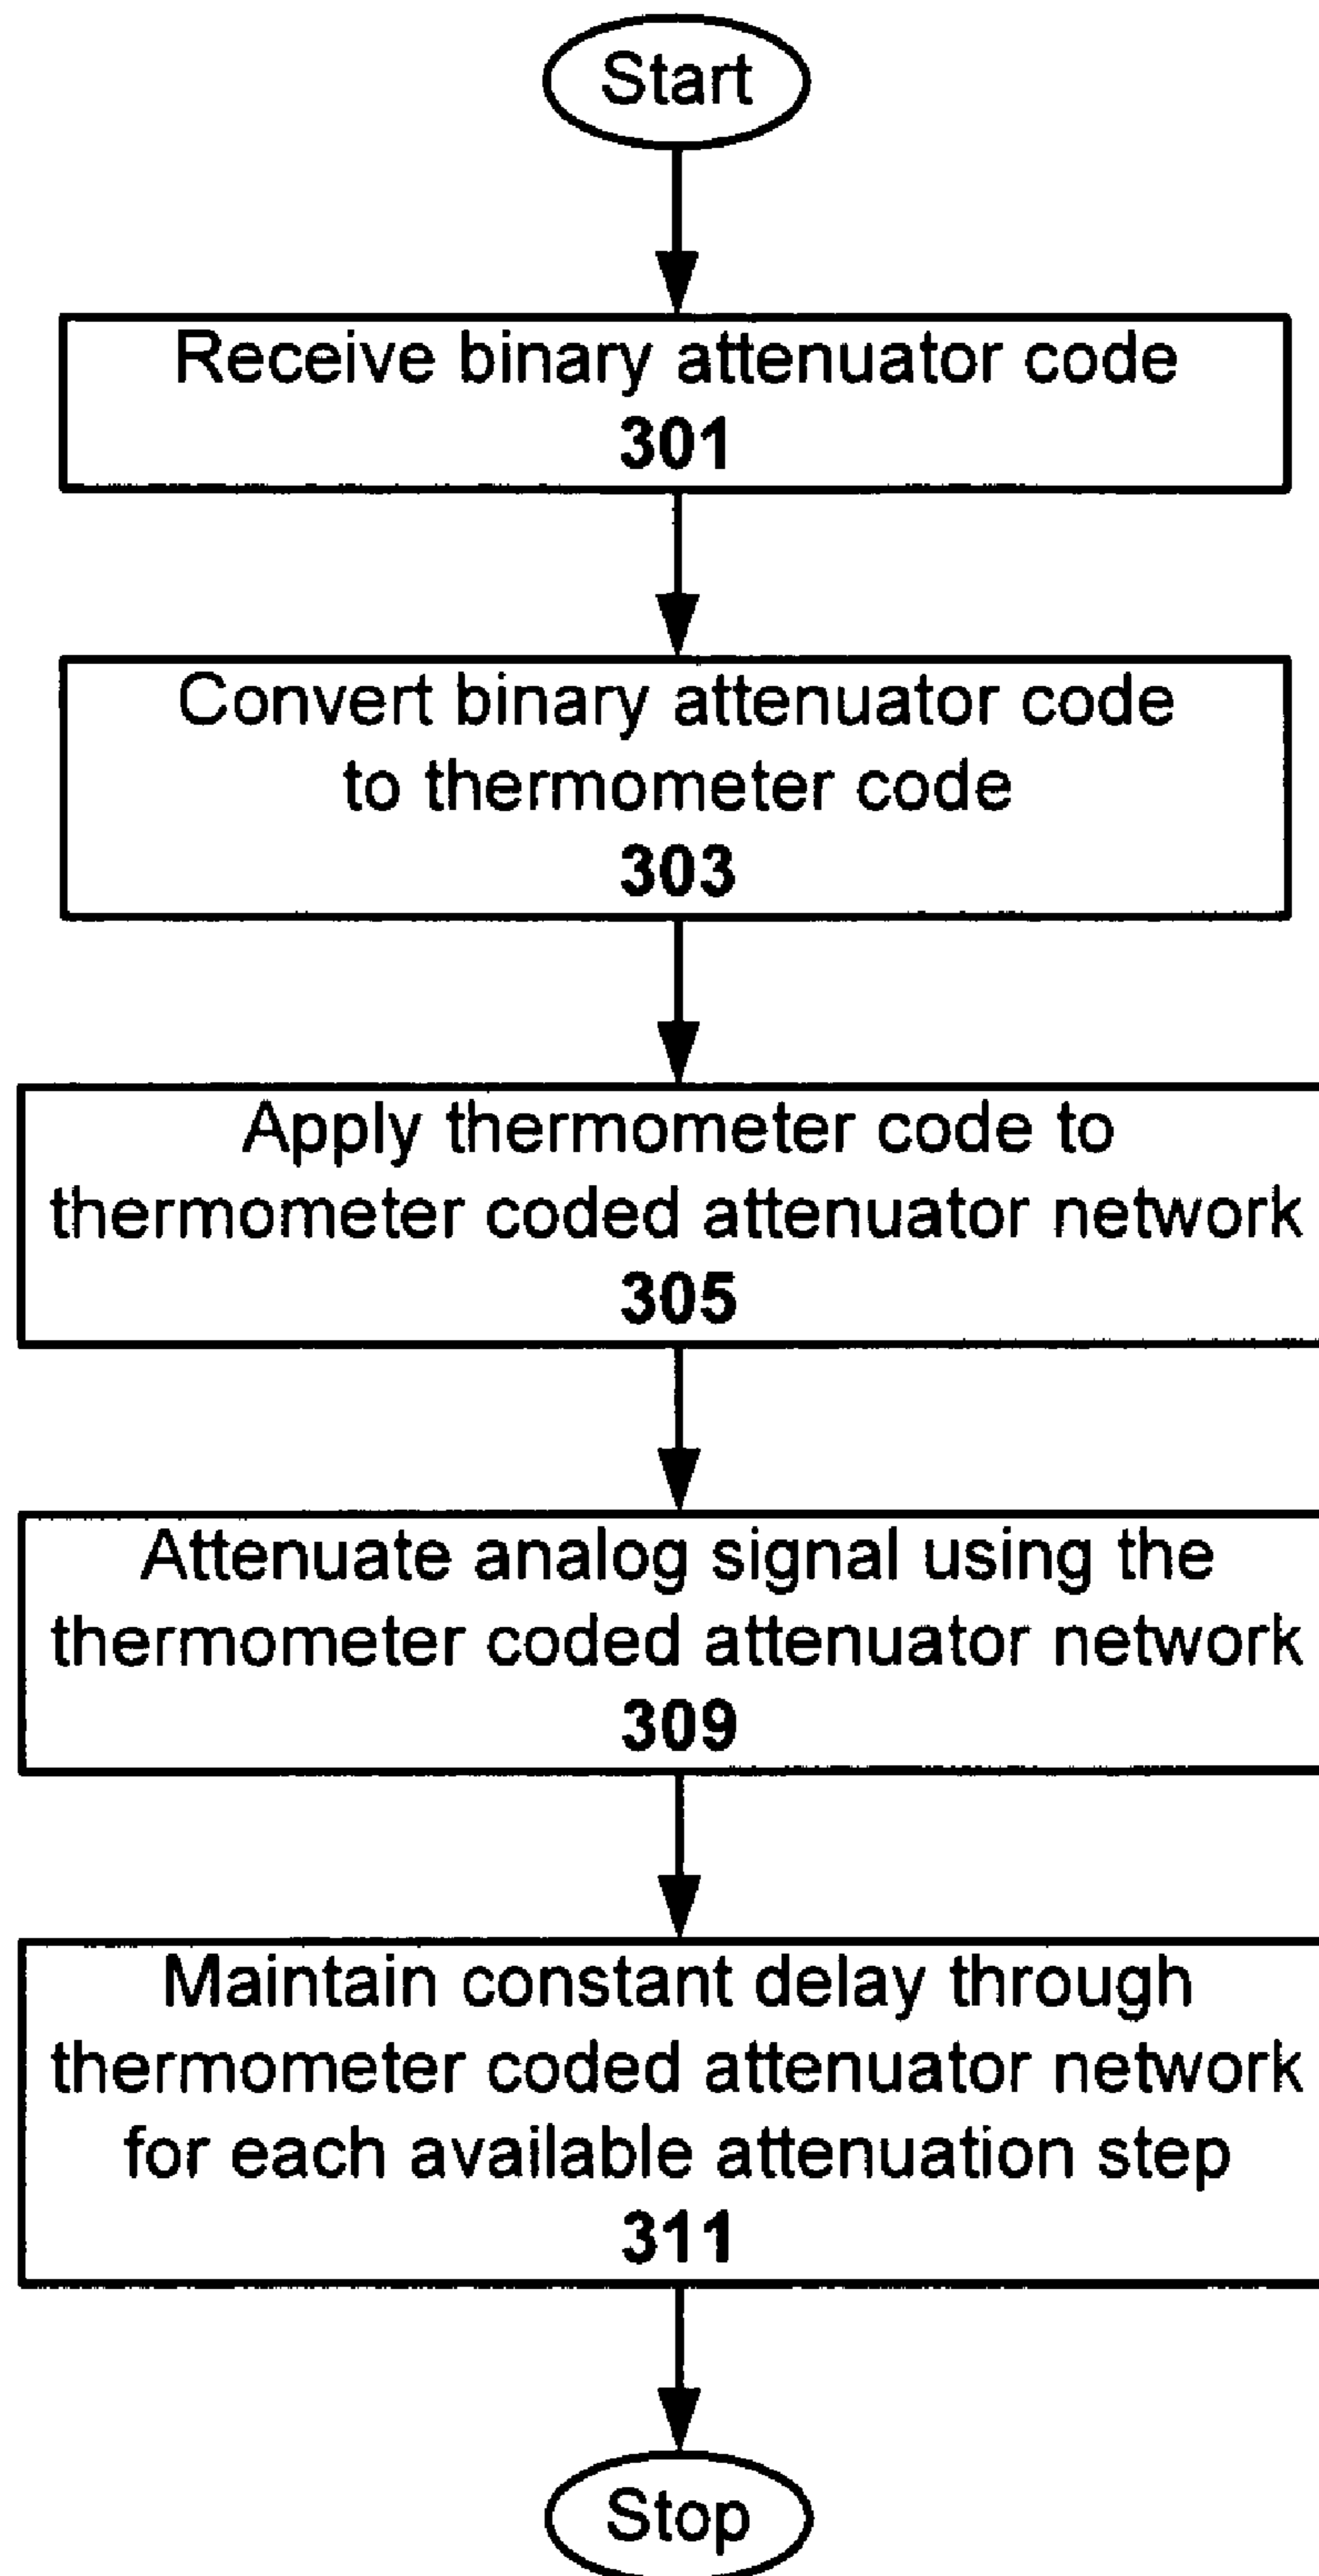 Start
Receive binary attenuator code
301
Convert binary attenuator code
to thermometer code
303
Apply thermometer code to
thermometer coded attenuator network
305
Attenuate analog signal using the
thermometer coded attenuator network
309
Maintain constant delay through
thermometer coded attenuator network
for each available attenuation step
311
Stop